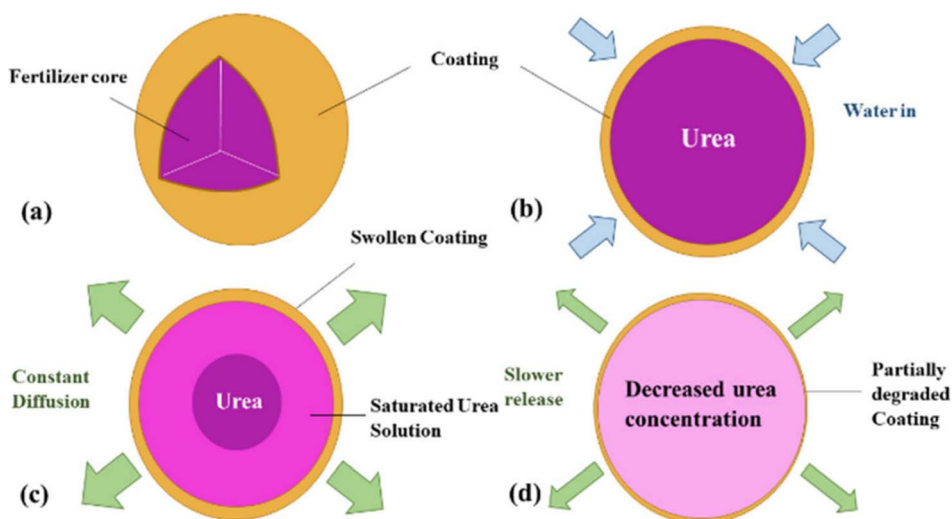 Fertilizer core
Coating
(a)
Urea
Water in
(b)
Swollen Coating
Constant
Diffusion
Urea
Saturated Urea
Solution
(c)
Slower
release
Decreased urea
concentration
Partially
degraded
Coating
(d)